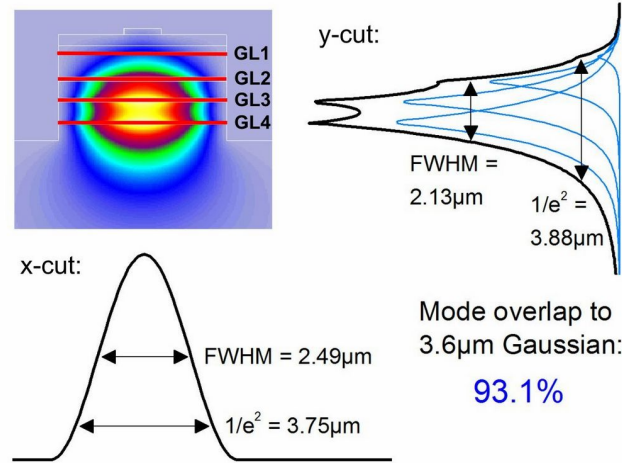 GL1
GL2
GL3
GL4
y-cut:
FWHM =
2.13µm
1/e² =
3.88µm
x-cut:
FWHM = 2.49µm
1/e² = 3.75µm
Mode overlap to
3.6µm Gaussian:
93.1%